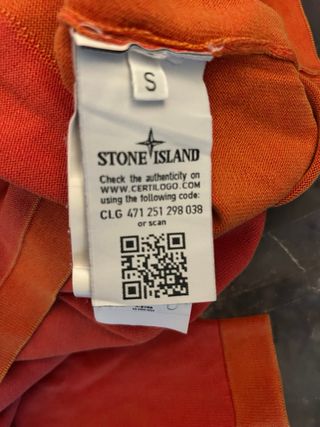 S
STONE ISLAND
Check the authenticity on
WWW.CERTILOGO.COM
using the following code:
CLG 471 251 298 038
or scan